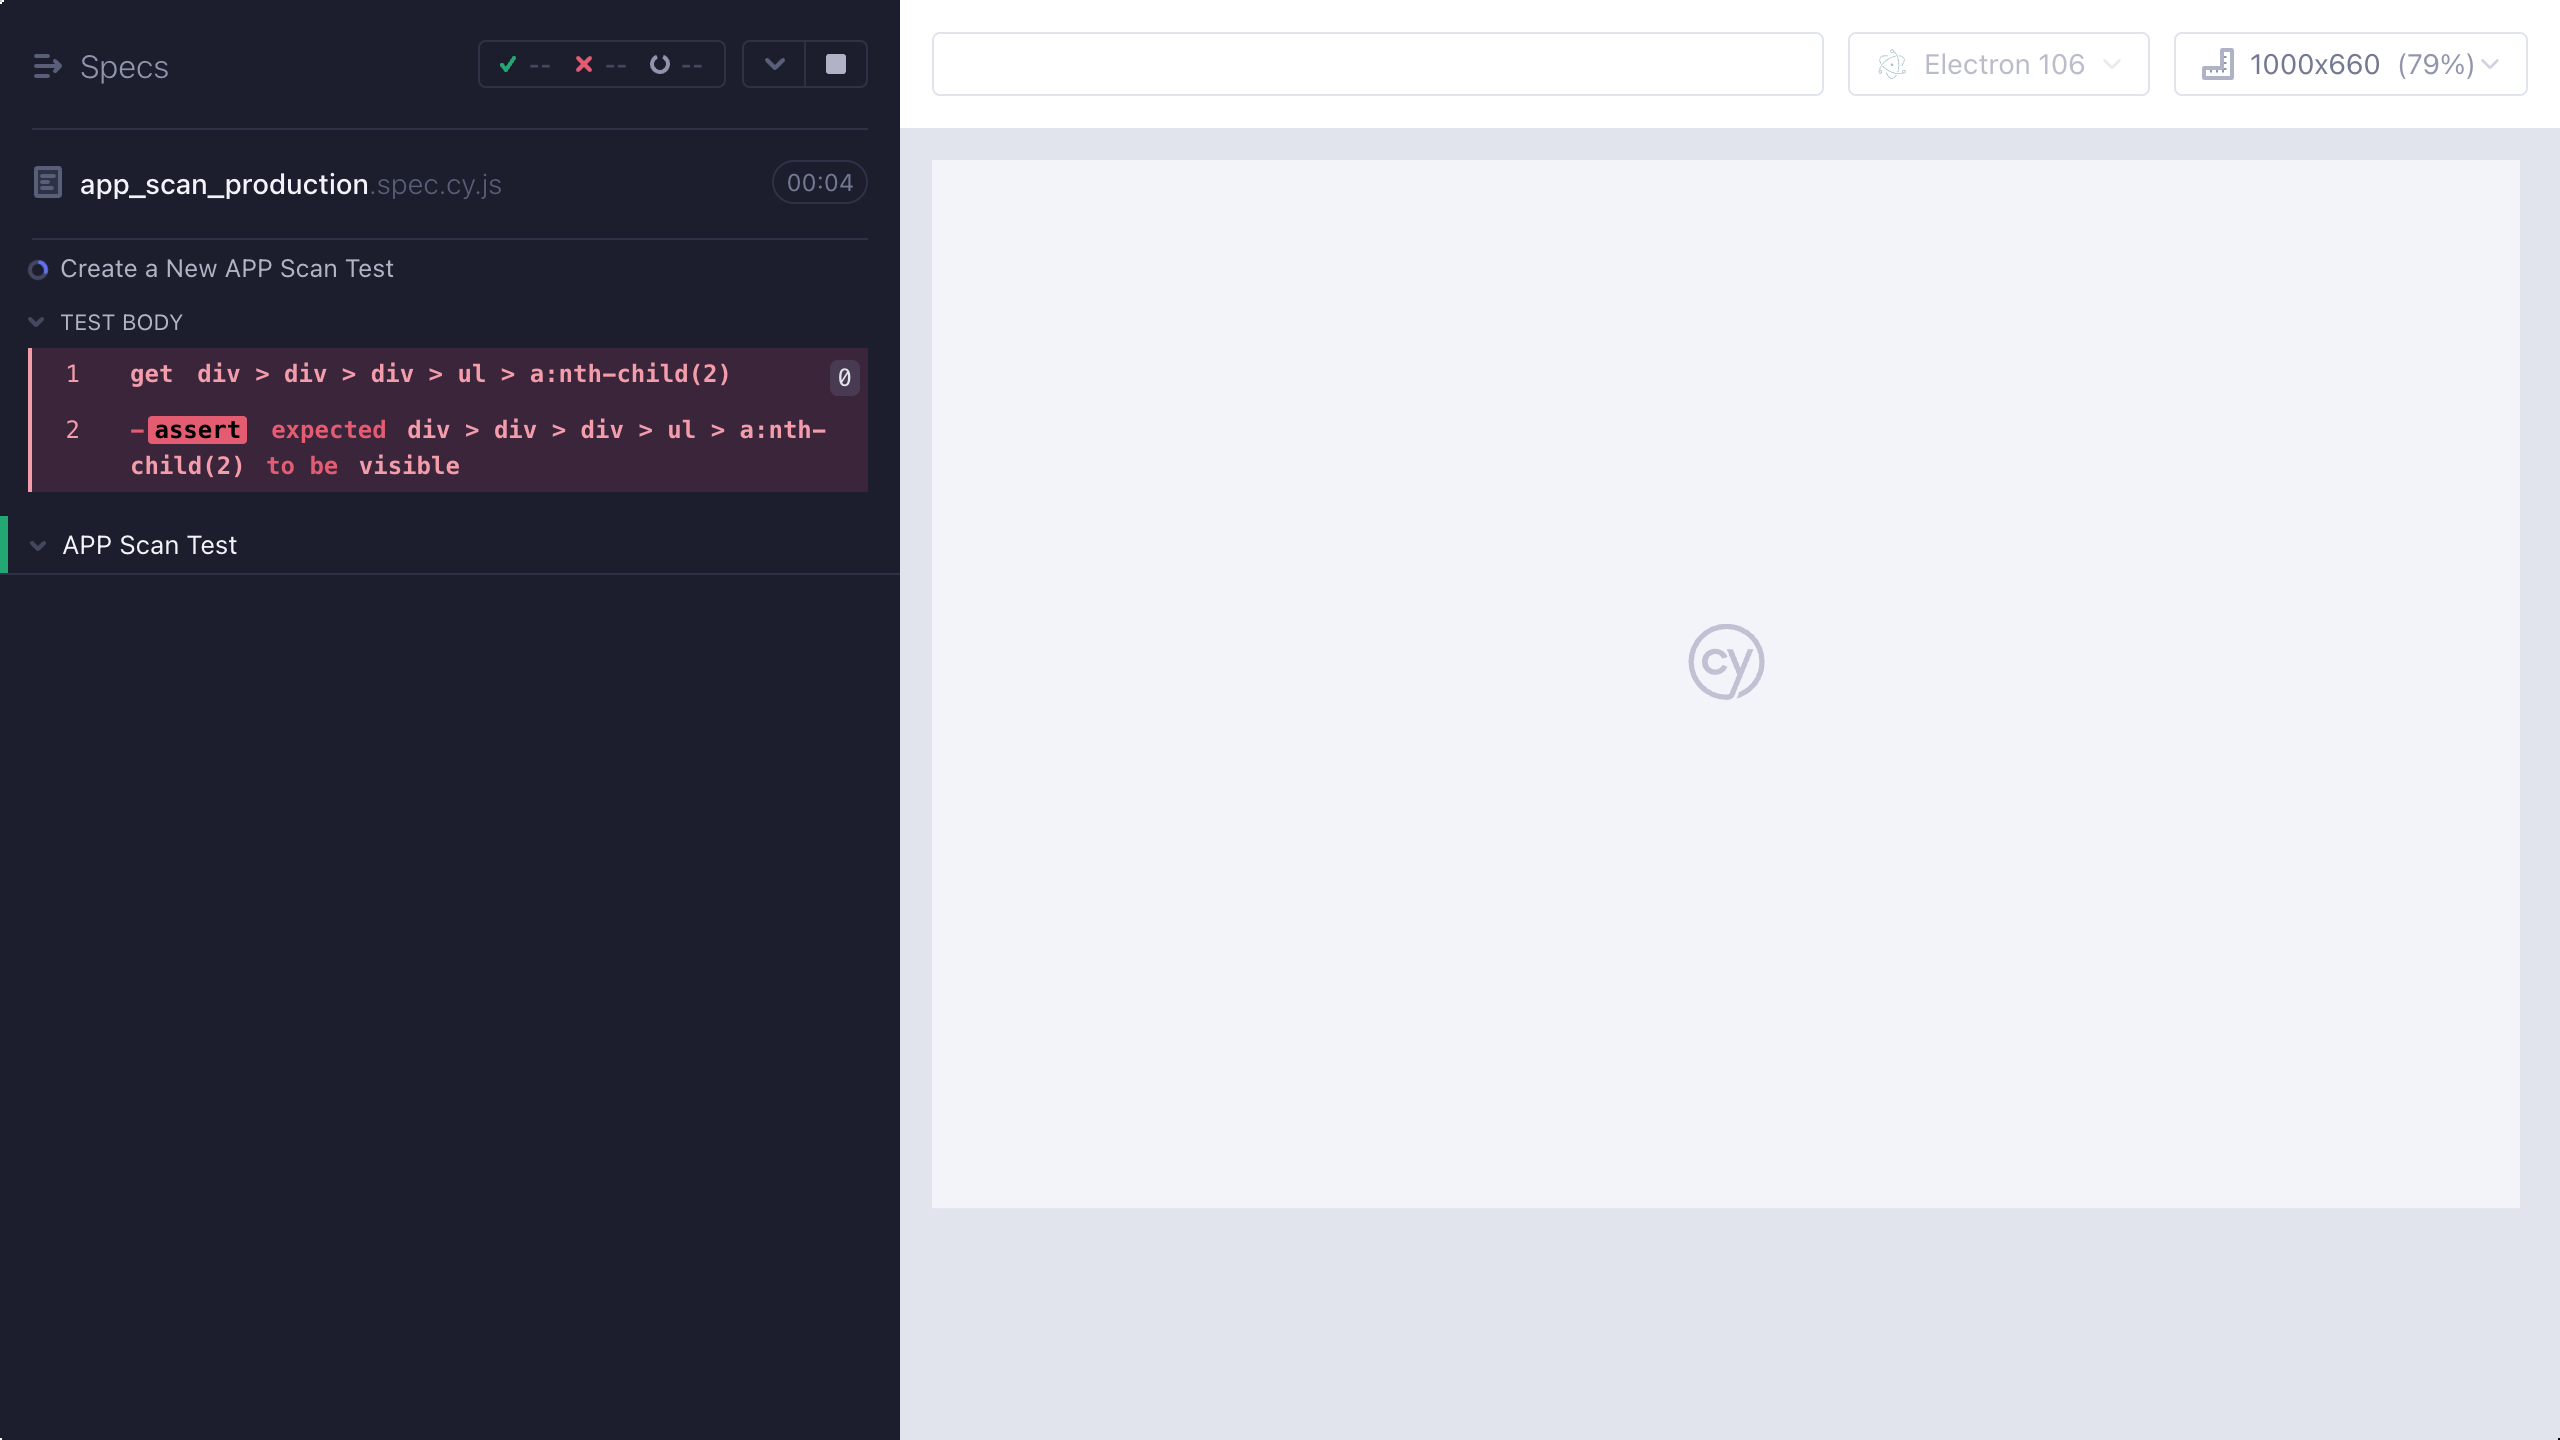 Specs
-- -- --
app_scan_production.spec.cy.js 00:04
Create a New APP Scan Test
TEST BODY
1 get div > div > div > ul > a:nth-child(2) 0
2 -assert expected div > div > div > ul > a:nth-
child(2) to be visible
APP Scan Test
Electron 106
1000x660 (79%)
cy